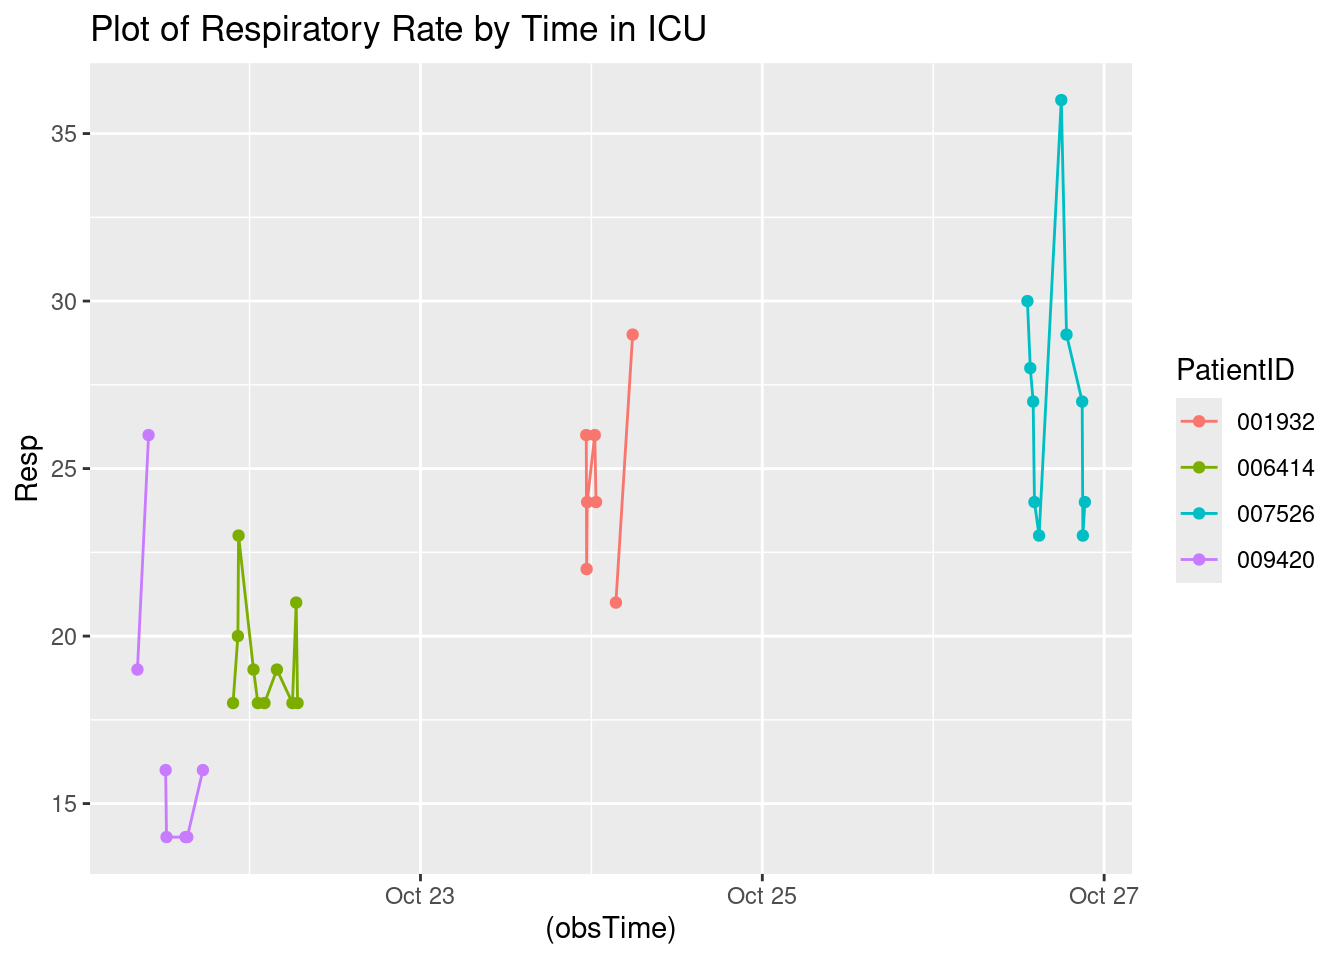 Plot of Respiratory Rate by Time in ICU
35
30
25
20
15
Resp
Oct 23
Oct 25
Oct 27
(obsTime)
PatientID
001932
006414
007526
009420